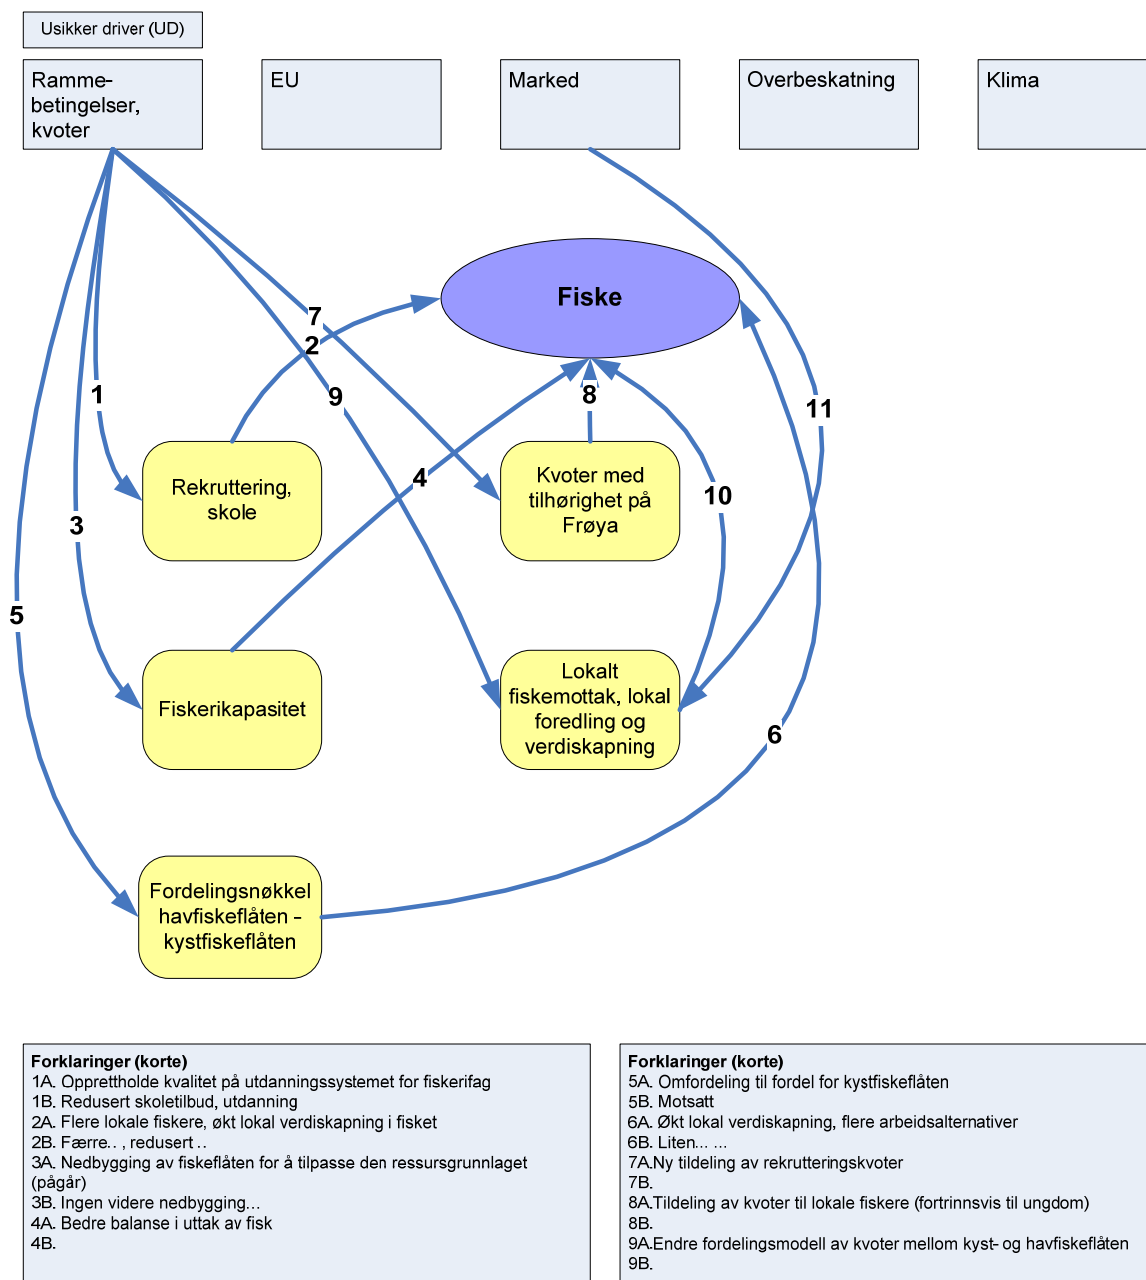 Usikker driver (UD)
Ramme-
betingelser,
kvoter
EU
Marked
Overbeskatning
Klima
Fiske
7
2
1
9
8
11
4
10
3
5
6
Rekruttering,
skole
Kvoter med
tilhørighet på
Frøya
Fiskerikapasitet
Lokalt
fiskemottak, lokal
foredling og
verdiskapning
Fordelingsnøkkel
havfiskeflåten -
kystfiskeflåten
Forklaringer (korte)
1A. Opprettholde kvalitet på utdanningssystemet for fiskerifag
1B. Redusert skoletilbud, utdanning
2A. Flere lokale fiskere, økt lokal verdiskapning i fisket
2B. Færre.. , redusert ..
3A. Nedbygging av fiskeflåten for å tilpasse den ressursgrunnlaget
(pågår)
3B. Ingen videre nedbygging...
4A. Bedre balanse i uttak av fisk
4B.
Forklaringer (korte)
5A. Omfordeling til fordel for kystfiskeflåten
5B. Motsatt
6A. Økt lokal verdiskapning, flere arbeidsalternativer
6B. Liten... ...
7A.Ny tildeling av rekrutteringskvoter
7B.
8A.Tildeling av kvoter til lokale fiskere (fortrinnsvis til ungdom)
8B.
9A.Endre fordelingsmodell av kvoter mellom kyst- og havfiskeflåten
9B.